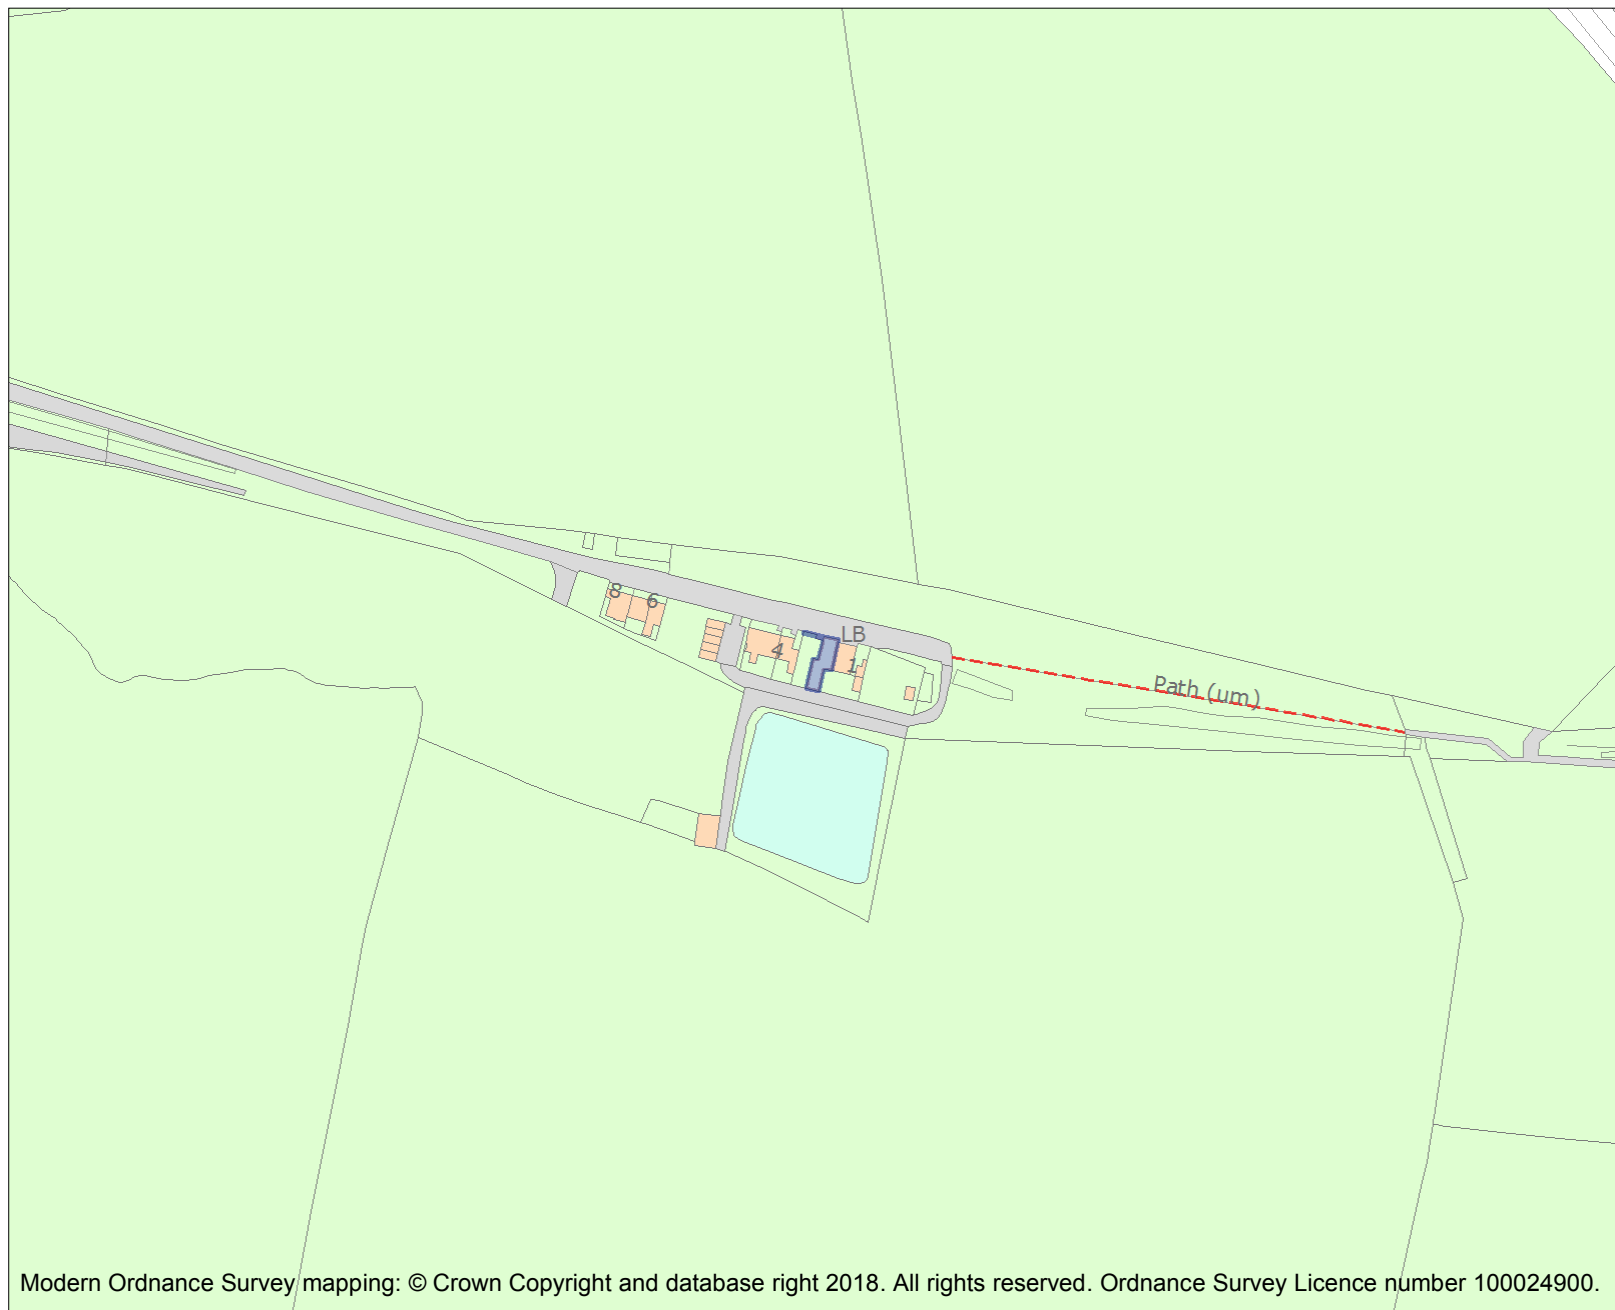 8
6
LB
4
1
Path (um)
Modern Ordnance Survey mapping: © Crown Copyright and database right 2018. All rights reserved. Ordnance Survey Licence number 100024900.